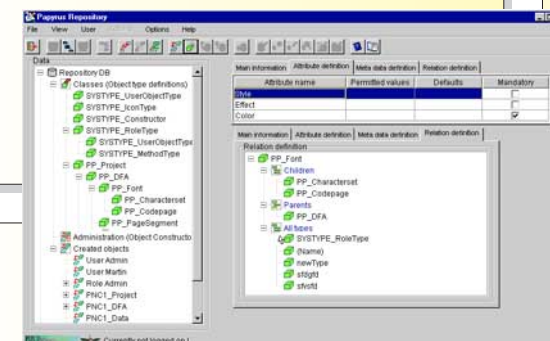 Papyrus Repository
File View User Options Help
Data
Repository DB
Classes (Object type definitions)
SYSTYPE_UserObjectType
SYSTYPE_IconType
SYSTYPE_Constructor
SYSTYPE_RoleType
SYSTYPE_UserObjectType
SYSTYPE_MethodType
PP_Project
PP_DFA
PP_Font
PP_Characterset
PP_Codepage
PP_PageSegment
Administration (Object Constructo
Created objects
User Admin
User Martin
Role Admin
PNC1_Project
PNC1_DFA
PNC1_Data
Main information Attribute definition Meta data definition Relation definition
Attribute name Permitted values Defaults Mandatory
Style
Effect
Color
Main information Attribute definition Meta data definition Relation definition
Relation definition
PP_Font
Children
PP_Characterset
PP_Codepage
Parents
PP_DFA
All types
SYSTYPE_RoleType
(Name)
newType
sfdgfd
Currently not logged on !